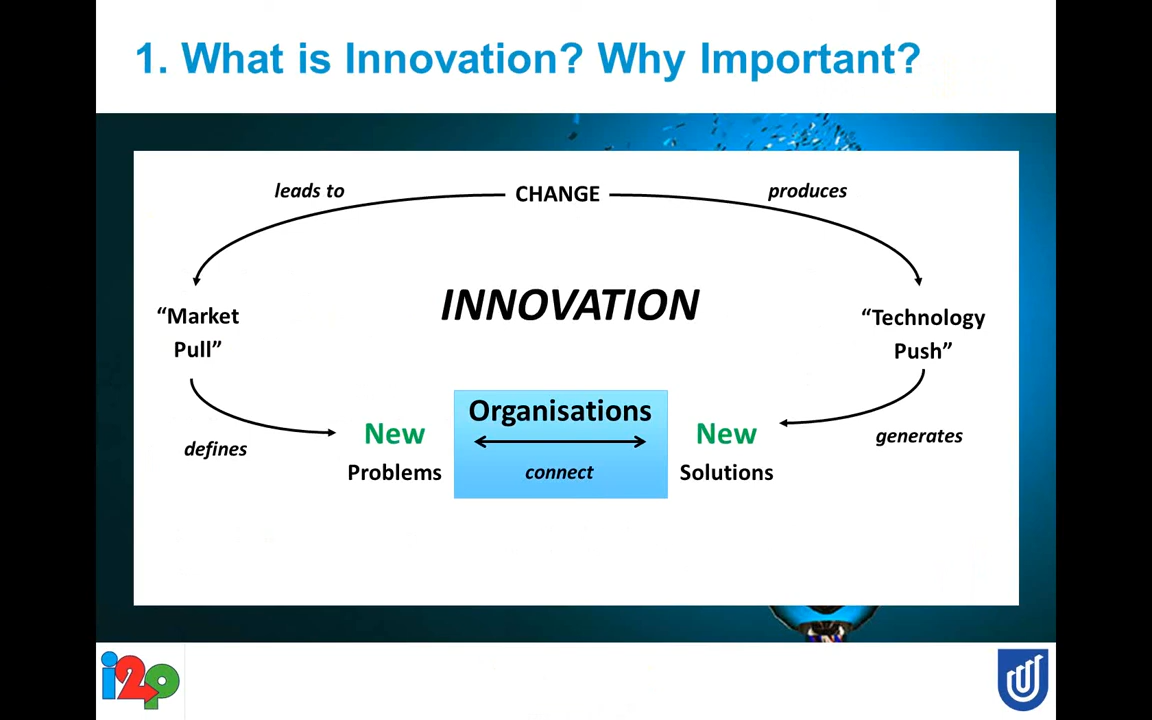 1. What is Innovation? Why Important?
leads to
CHANGE
produces
INNOVATION
“Market
Pull”
“Technology
Push”
defines
New
Problems
Organisations
connect
New
Solutions
generates
i2p